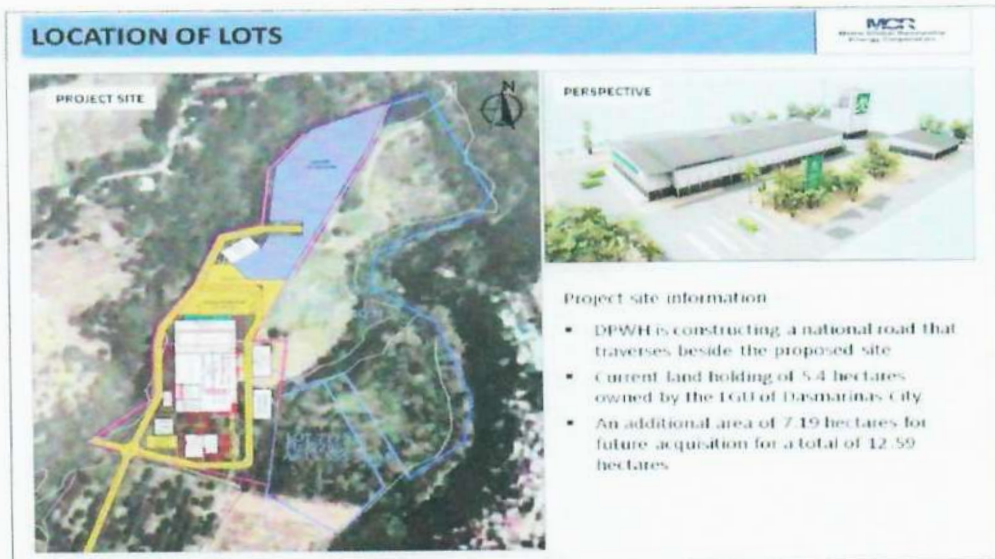 LOCATION OF LOTS
MCR
PROJECT SITE
N
PERSPECTIVE
Project site information
▪ DPWH is constructing a national road that
traverses beside the proposed site
▪ Current land holding of 5.4 hectares
owned by the LGU of Dasmarinas City
▪ An additional area of 7.19 hectares for
future acquisition for a total of 12.59
hectares